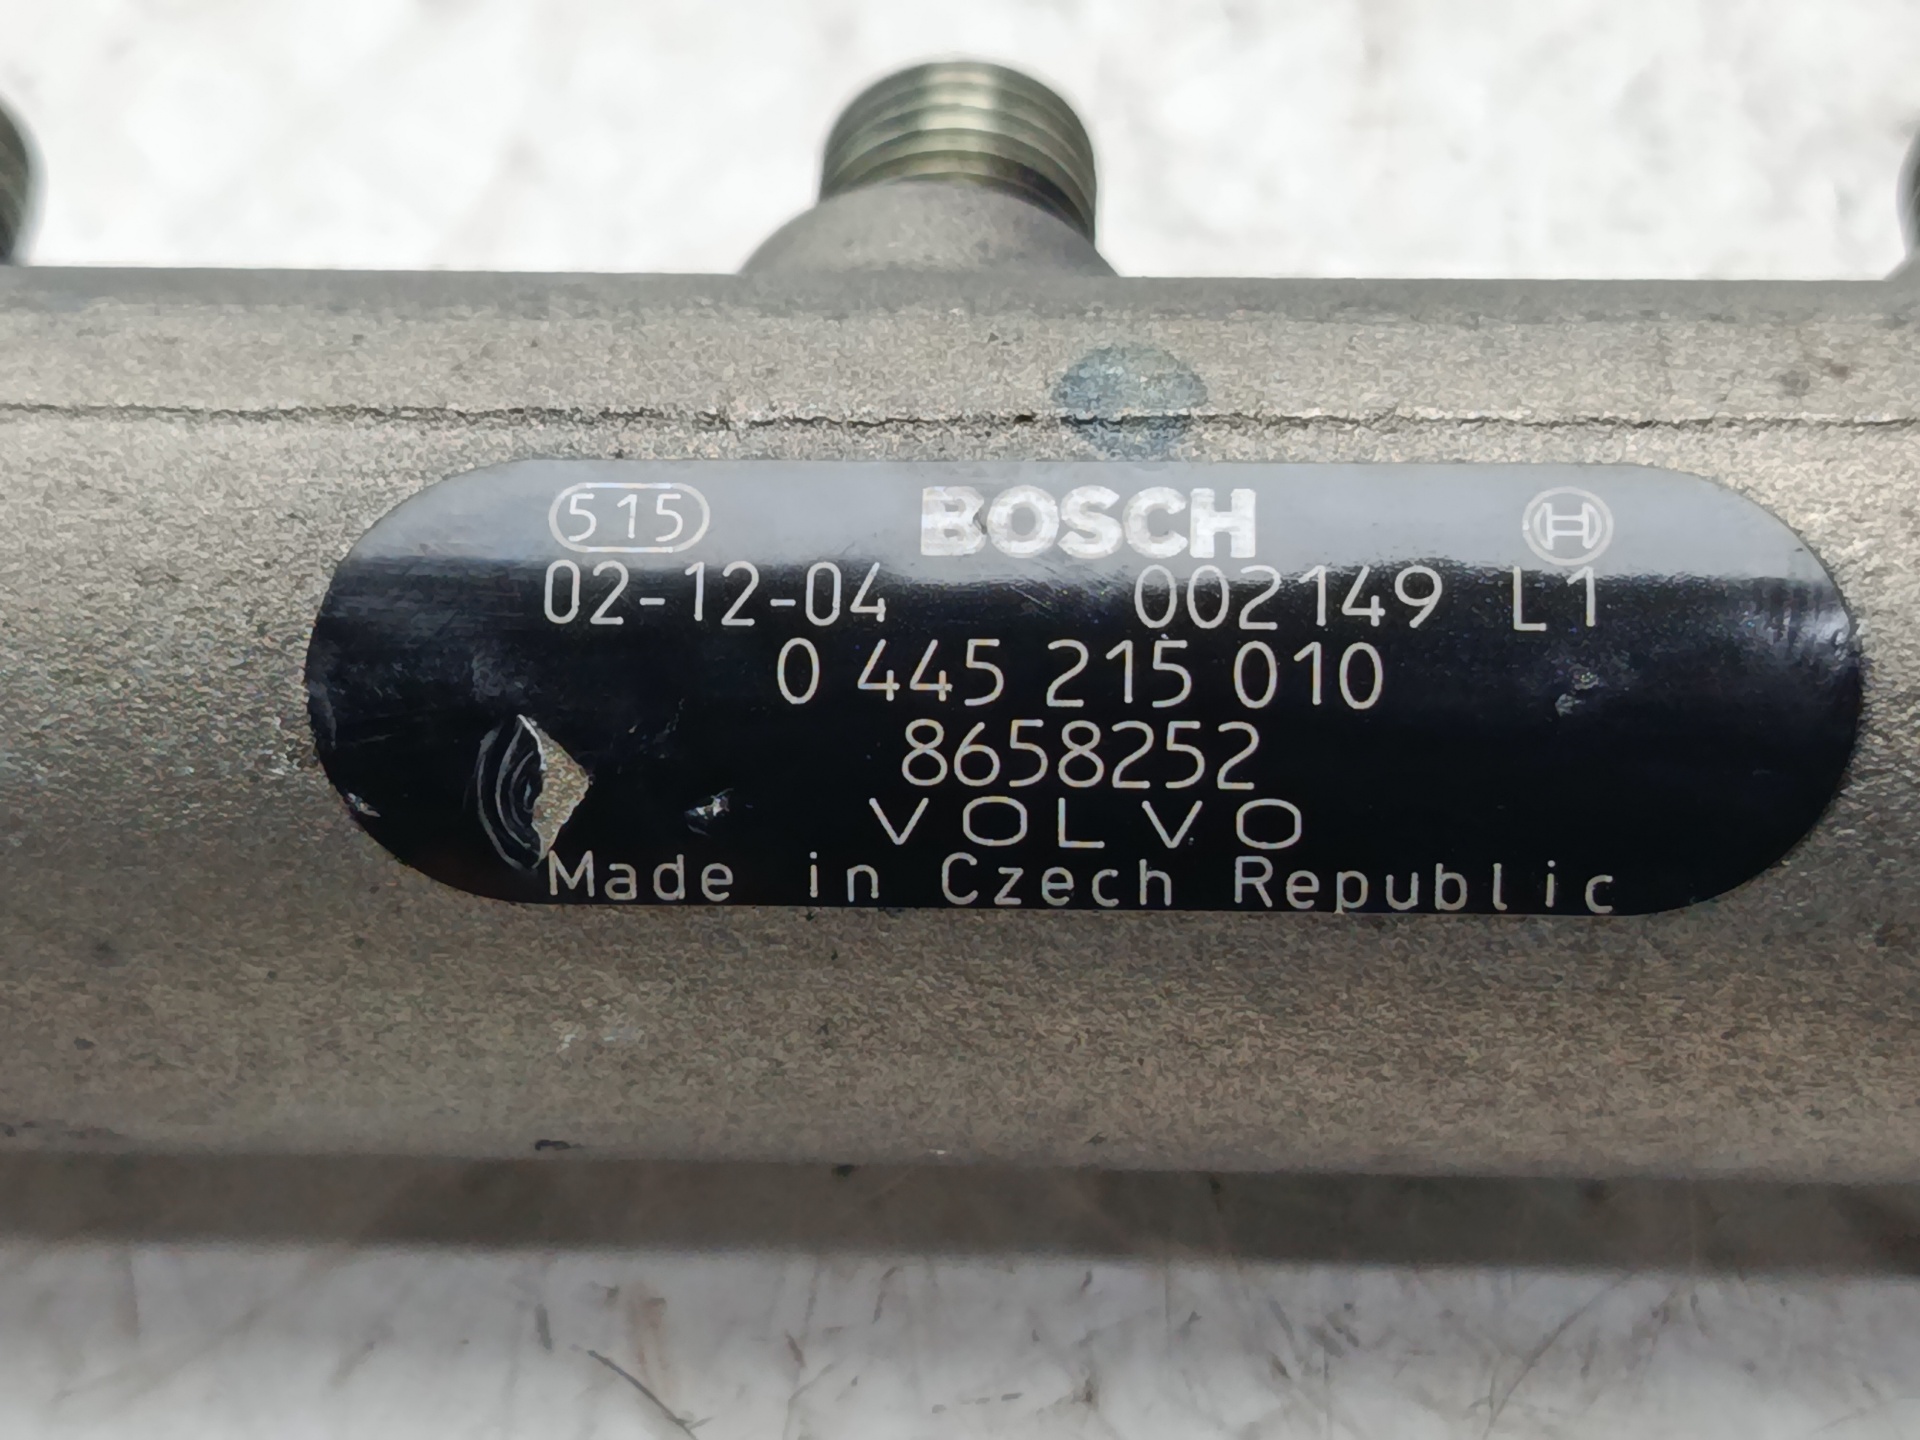 515 BOSCH
02-12-04 002149 L1
0 445 215 010
8658252
VOLVO
Made in Czech Republic